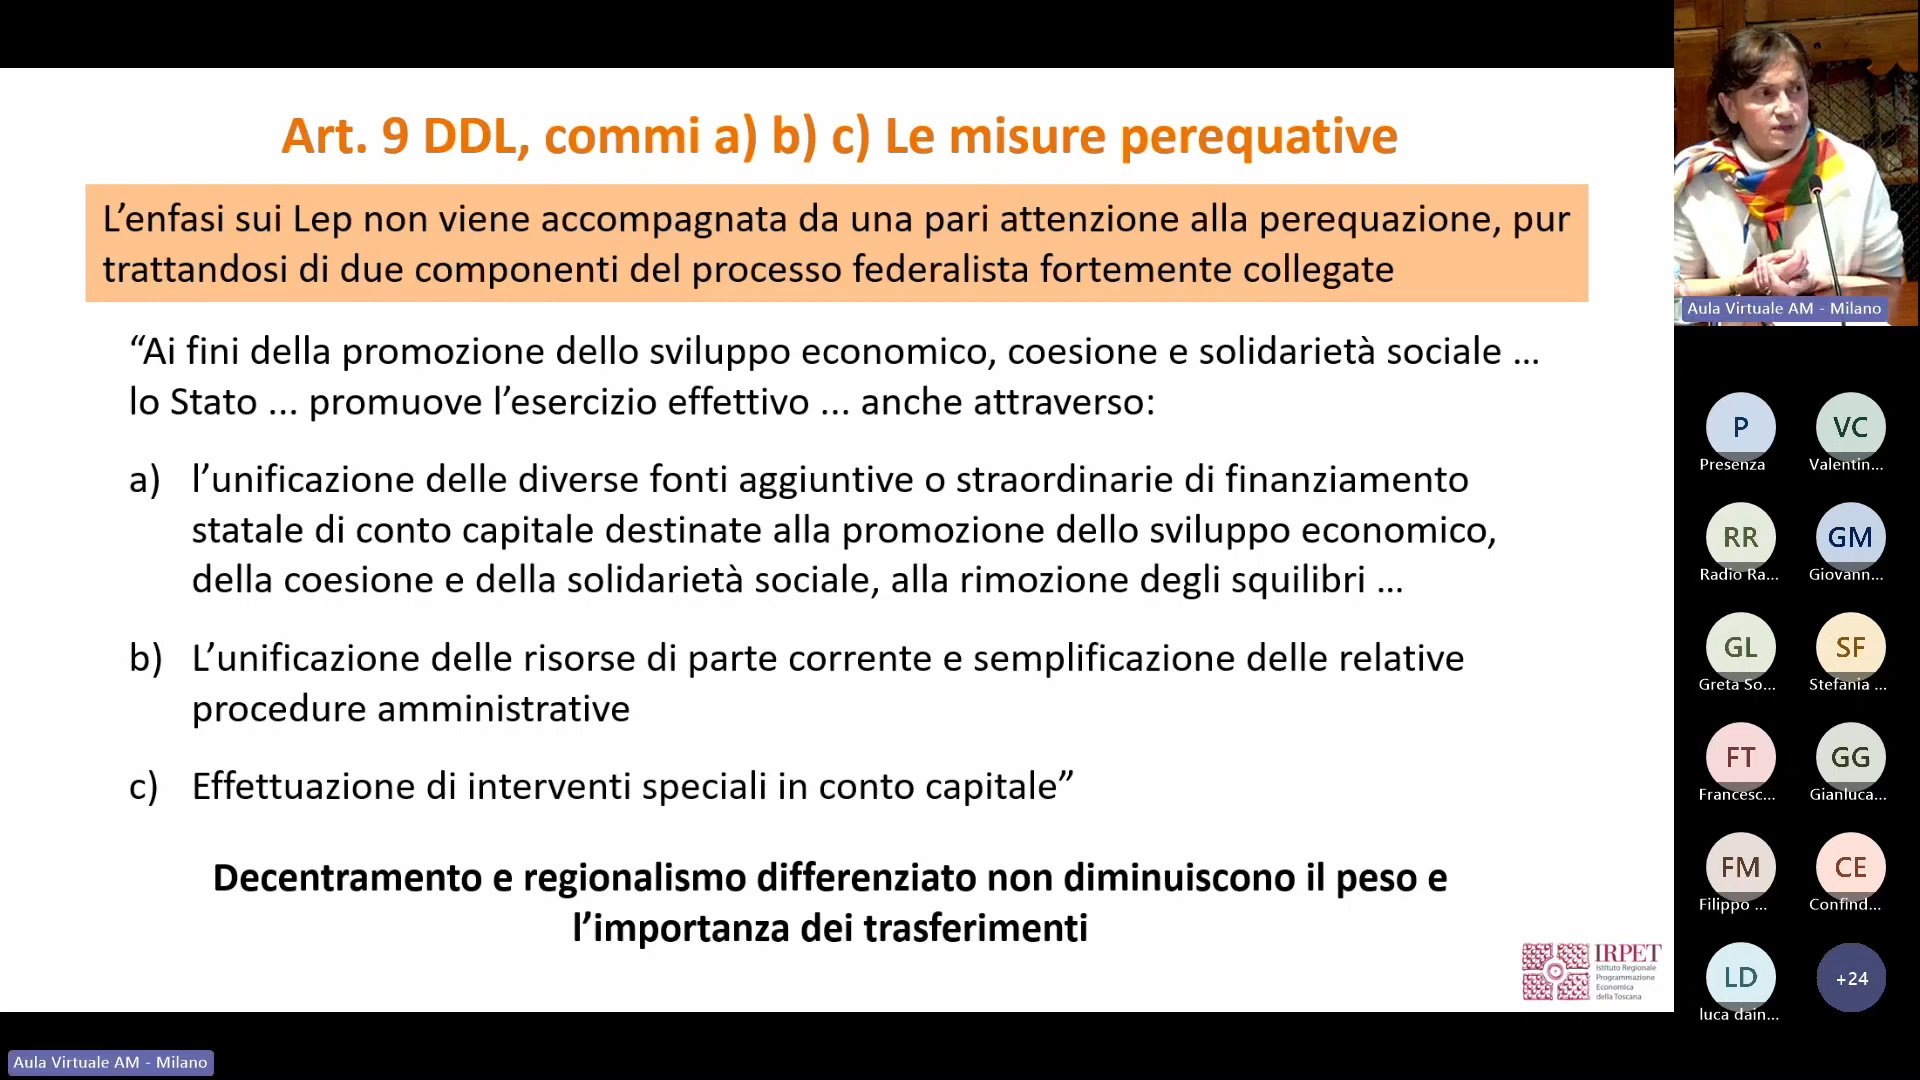 Art. 9 DDL, commi a) b) c) Le misure perequative
L’enfasi sui Lep non viene accompagnata da una pari attenzione alla perequazione, pur
trattandosi di due componenti del processo federalista fortemente collegate
“Ai fini della promozione dello sviluppo economico, coesione e solidarietà sociale ...
lo Stato ... promuove l’esercizio effettivo ... anche attraverso:
a) l’unificazione delle diverse fonti aggiuntive o straordinarie di finanziamento
statale di conto capitale destinate alla promozione dello sviluppo economico,
della coesione e della solidarietà sociale, alla rimozione degli squilibri ...
b) L’unificazione delle risorse di parte corrente e semplificazione delle relative
procedure amministrative
c) Effettuazione di interventi speciali in conto capitale”
Decentramento e regionalismo differenziato non diminuiscono il peso e
l’importanza dei trasferimenti
IRPET
Istituto Regionale
Programmazione
Economica
della Toscana
Aula Virtuale AM - Milano
Aula Virtuale AM - Milano
P
Presenza
VC
Valentin...
RR
Radio Ra...
GM
Giovann...
GL
Greta So...
SF
Stefania ...
FT
Francesc...
GG
Gianluca...
FM
Filippo ...
CE
Confind...
LD
luca dain...
+24